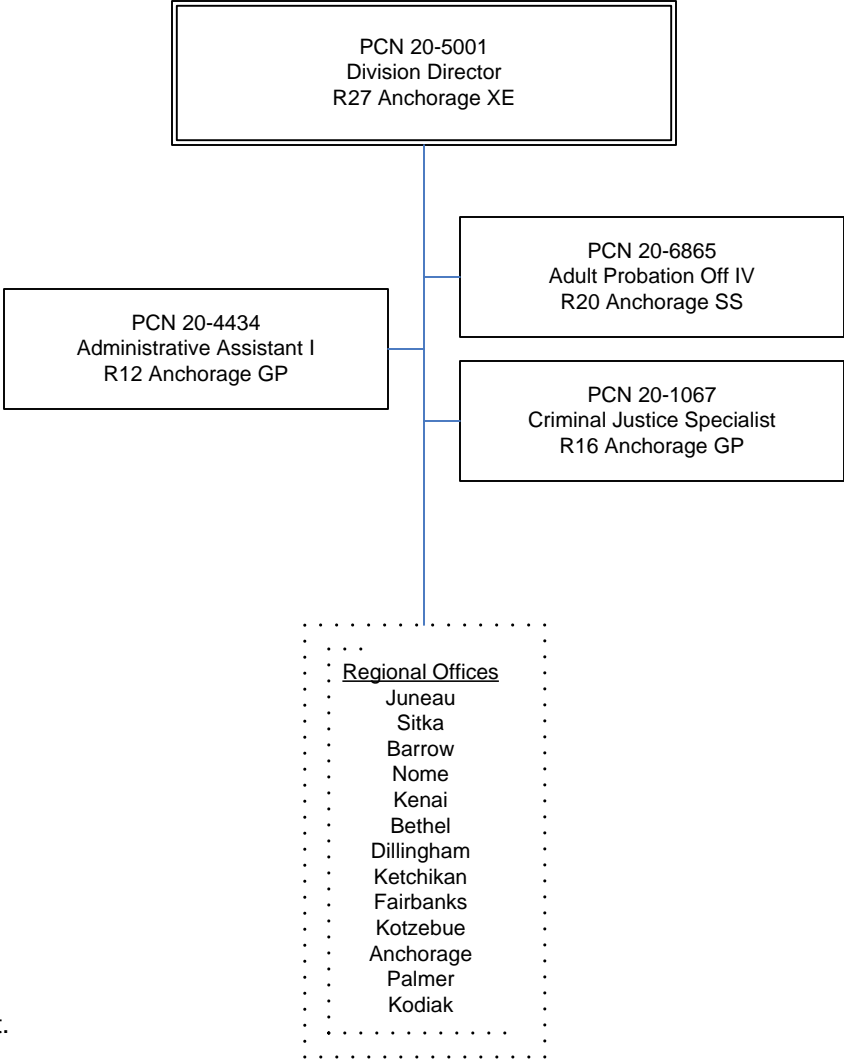 PCN 20-5001
Division Director
R27 Anchorage XE
PCN 20-6865
Adult Probation Off IV
R20 Anchorage SS
PCN 20-4434
Administrative Assistant I
R12 Anchorage GP
PCN 20-1067
Criminal Justice Specialist
R16 Anchorage GP
Regional Offices
Juneau
Sitka
Barrow
Nome
Kenai
Bethel
Dillingham
Ketchikan
Fairbanks
Kotzebue
Anchorage
Palmer
Kodiak